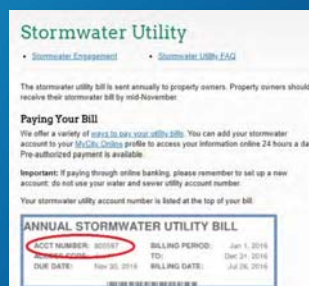 Stormwater Utility
• Stormwater Engagement • Stormwater Utility FAQ
The stormwater utility bill is sent annually to property owners. Property owners should
receive their stormwater bill by mid-November.
Paying Your Bill
We offer a variety of ways to pay your utility bills. You can add your stormwater
account to your MyCity Online profile to access your information online 24 hours a da
Pre-authorized payment is available.
Important: If paying through online banking, please remember to set up a new
account; do not use your water and sewer utility account number.
Your stormwater utility account number is listed at the top of your bill:
ANNUAL STORMWATER UTILITY BILL
ACCT NUMBER: BILLING PERIOD: Jan 1, 2016
ACCESS CODE: TO: Dec 31, 2016
DUE DATE: Nov 30, 2016 BILLING DATE: Jul 26, 2016